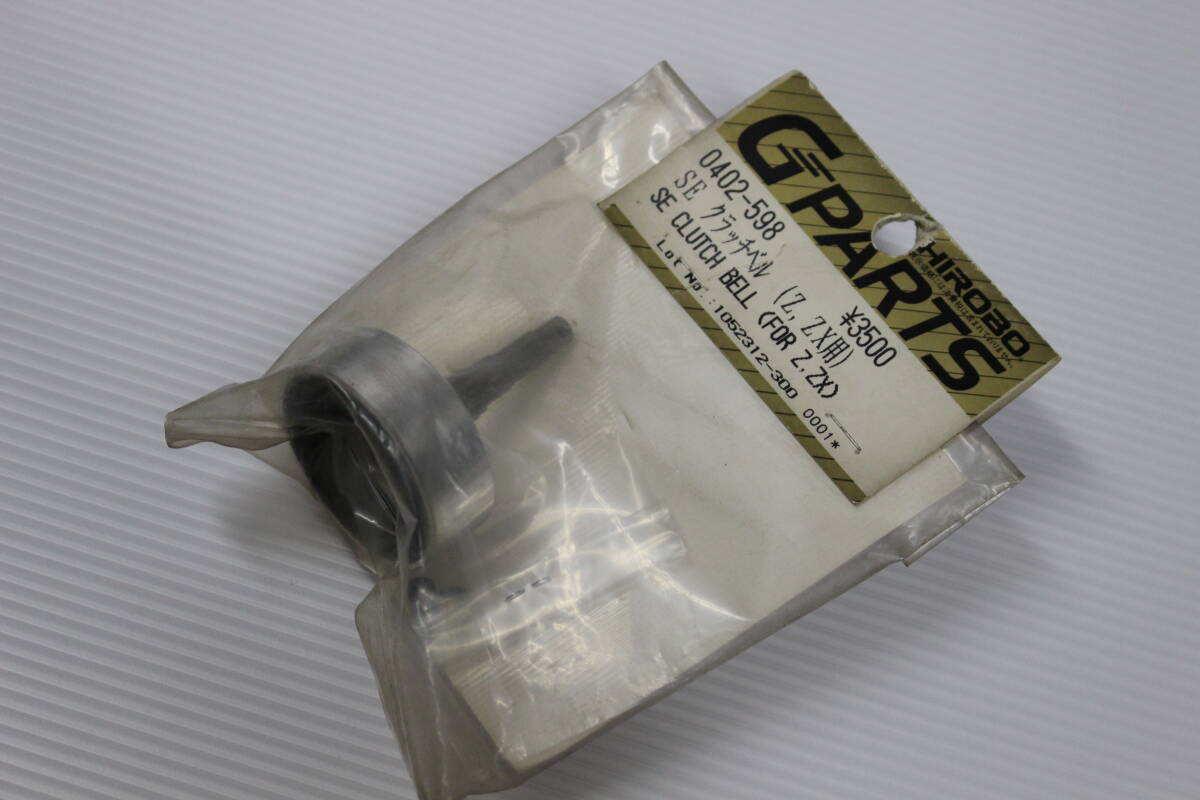 G-PARTS
HIROBO
0402-598 ¥3500
SE クラッチベル (Z, ZX用)
SE CLUTCH BELL (FOR Z, ZX)
Lot No.:1052312-300 0001*